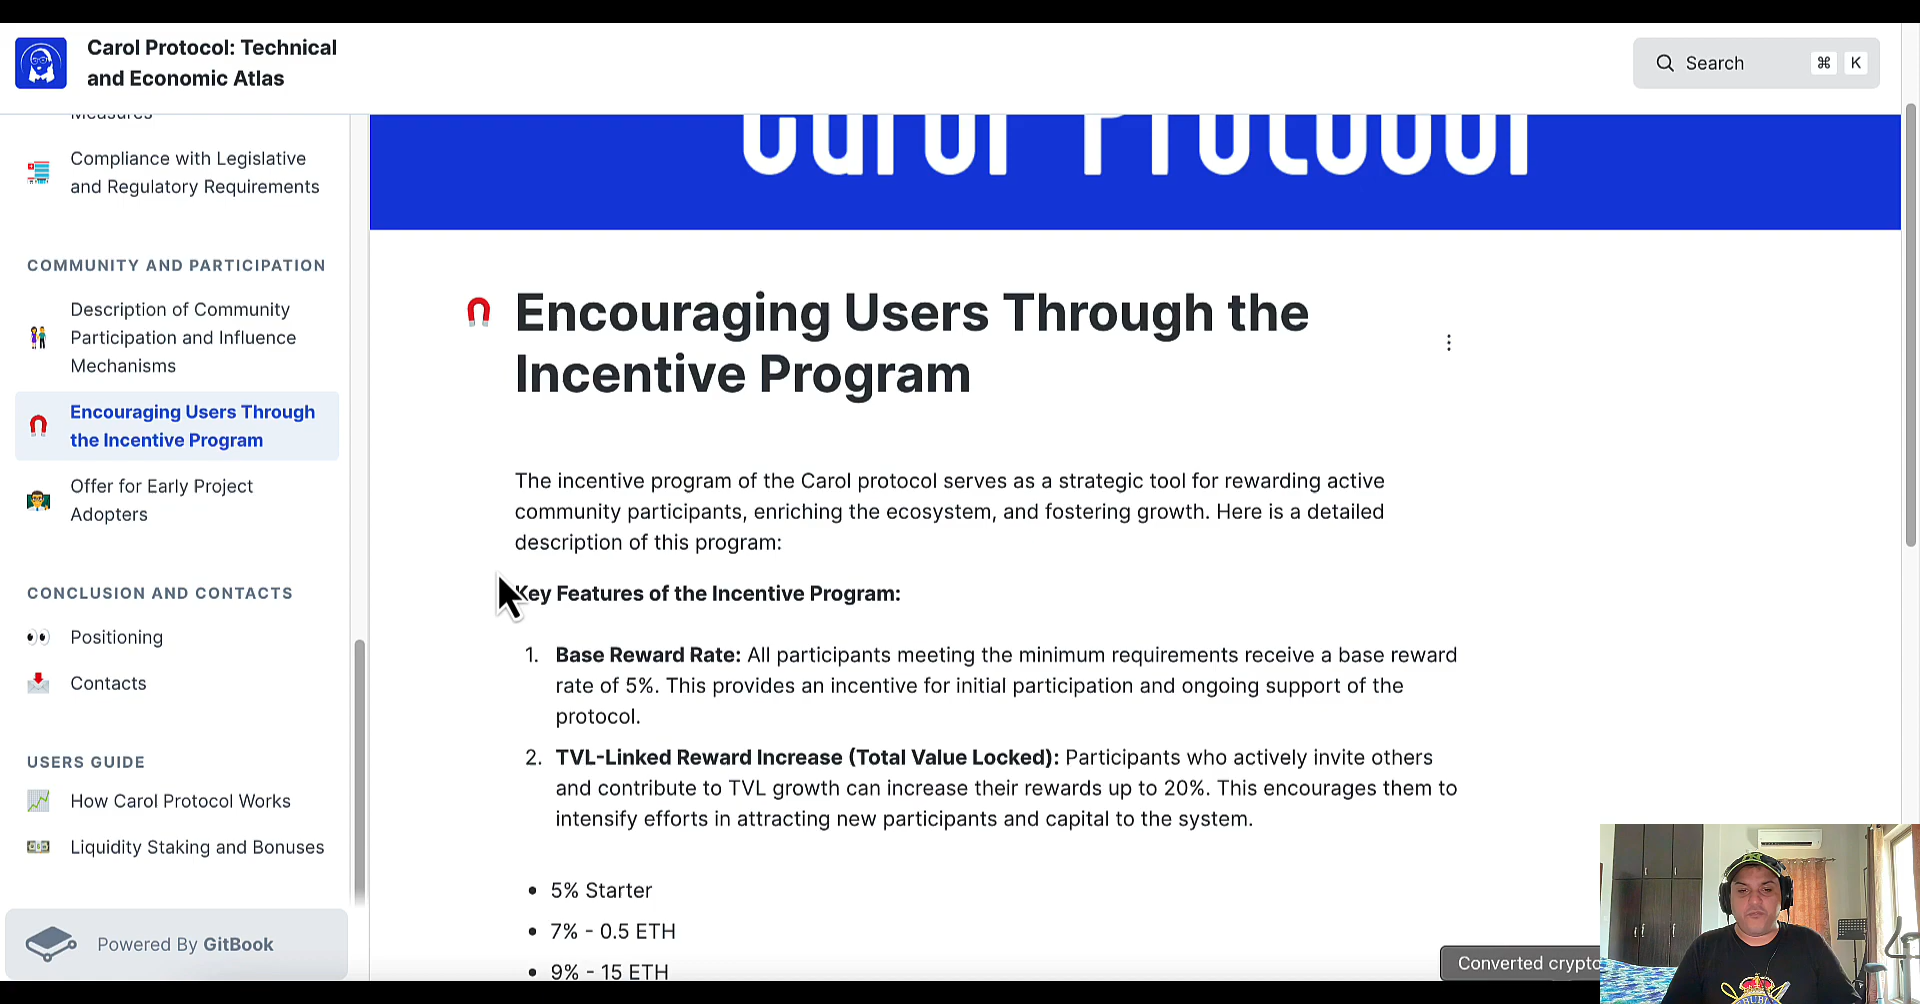 Carol Protocol: Technical
and Economic Atlas
Search
⌘ K
Measures
Compliance with Legislative
and Regulatory Requirements
COMMUNITY AND PARTICIPATION
Description of Community
Participation and Influence
Mechanisms
Encouraging Users Through
the Incentive Program
Offer for Early Project
Adopters
CONCLUSION AND CONTACTS
Positioning
Contacts
USERS GUIDE
How Carol Protocol Works
Liquidity Staking and Bonuses
Powered By GitBook
Carol Protocol
Encouraging Users Through the
Incentive Program
The incentive program of the Carol protocol serves as a strategic tool for rewarding active
community participants, enriching the ecosystem, and fostering growth. Here is a detailed
description of this program:
Key Features of the Incentive Program:
1. Base Reward Rate: All participants meeting the minimum requirements receive a base reward
rate of 5%. This provides an incentive for initial participation and ongoing support of the
protocol.
2. TVL-Linked Reward Increase (Total Value Locked): Participants who actively invite others
and contribute to TVL growth can increase their rewards up to 20%. This encourages them to
intensify efforts in attracting new participants and capital to the system.
• 5% Starter
• 7% - 0.5 ETH
• 9% - 15 ETH
Converted crypto